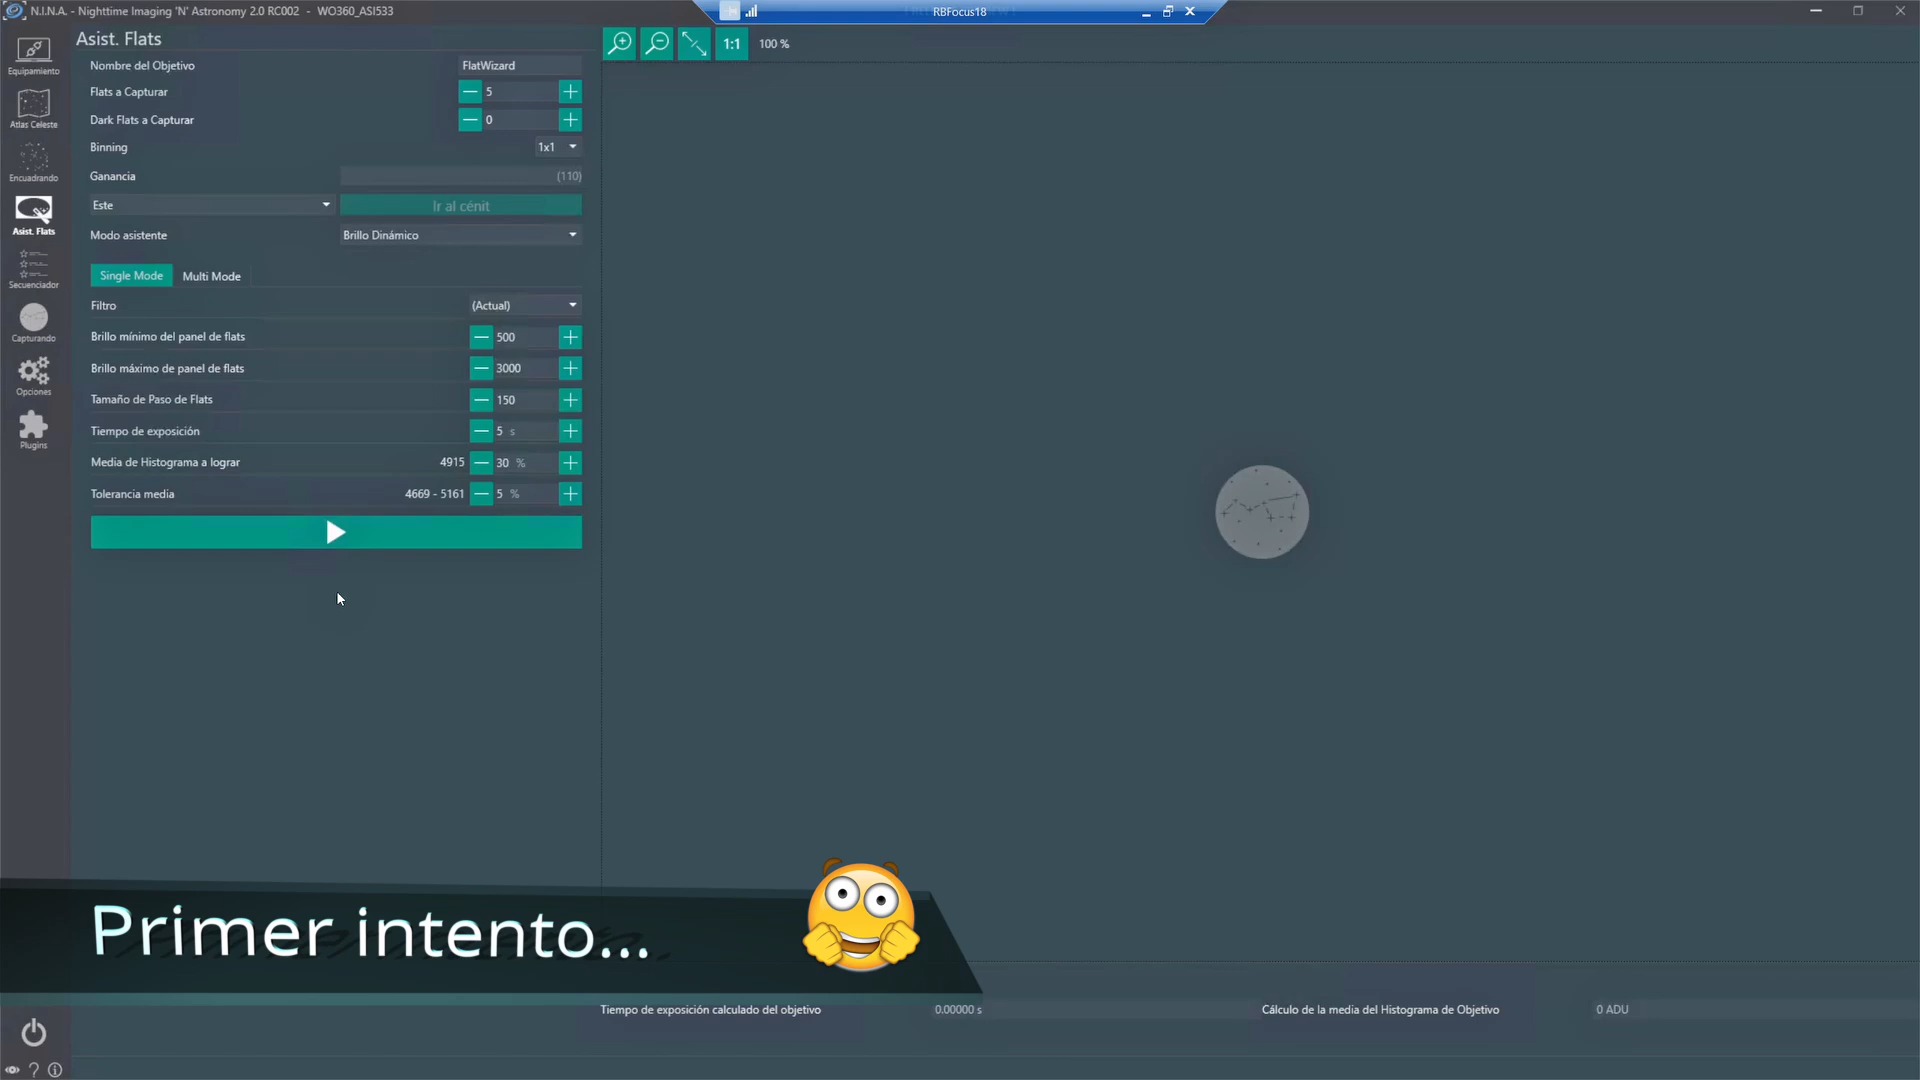 N.I.N.A. - Nighttime Imaging 'N' Astronomy 2.0 RC002 - WO360_ASI533
RBFocus18
Equipamiento
Atlas Celeste
Encuadrando
Asist. Flats
Secuenciador
Capturando
Opciones
Plugins
Asist. Flats
Nombre del Objetivo FlatWizard
Flats a Capturar 5
Dark Flats a Capturar 0
Binning 1x1
Ganancia (110)
Este Ir al cénit
Modo asistente Brillo Dinámico
Single Mode Multi Mode
Filtro (Actual)
Brillo mínimo del panel de flats 500
Brillo máximo de panel de flats 3000
Tamaño de Paso de Flats 150
Tiempo de exposición 5 s
Media de Histograma a lograr 4915 30 %
Tolerancia media 4669 - 5161 5 %
1:1 100 %
Primer intento...
Tiempo de exposición calculado del objetivo 0.00000 s Cálculo de la media del Histograma de Objetivo 0 ADU